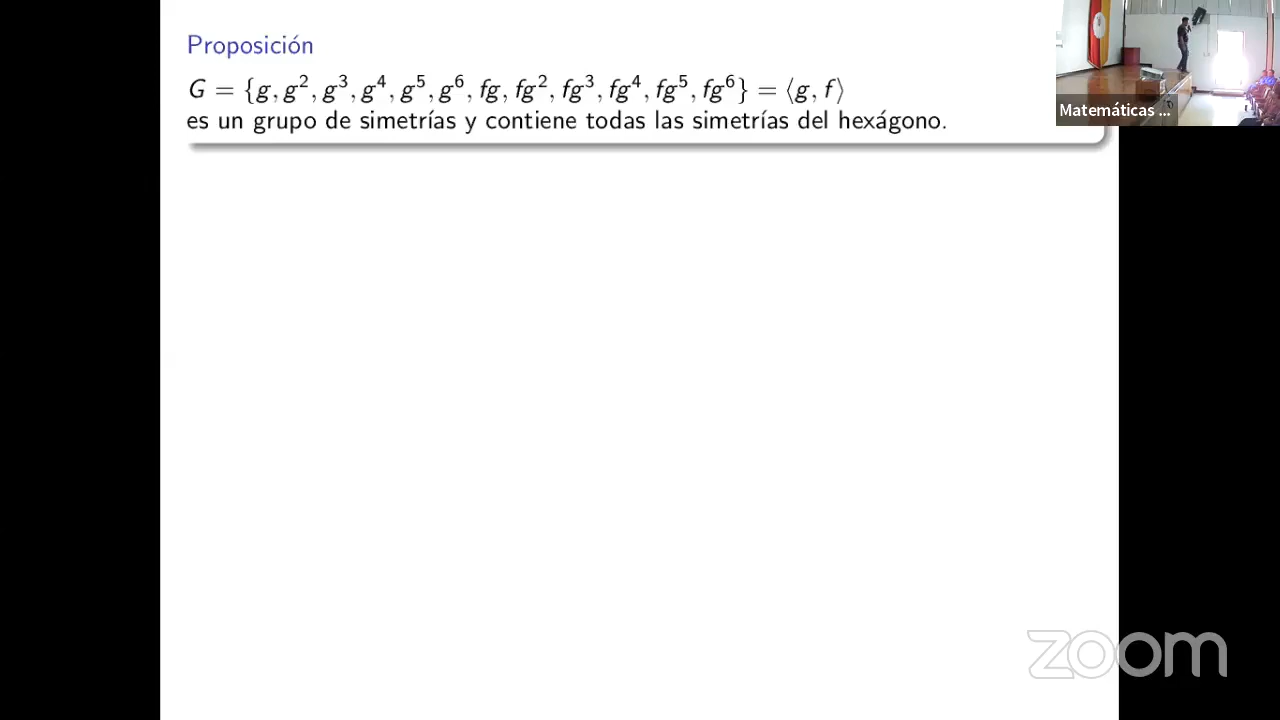 Proposición
G = {g, g², g³, g⁴, g⁵, g⁶, fg, fg², fg³, fg⁴, fg⁵, fg⁶} = ⟨g, f⟩
es un grupo de simetrías y contiene todas las simetrías del hexágono.
Matemáticas ...
zoom